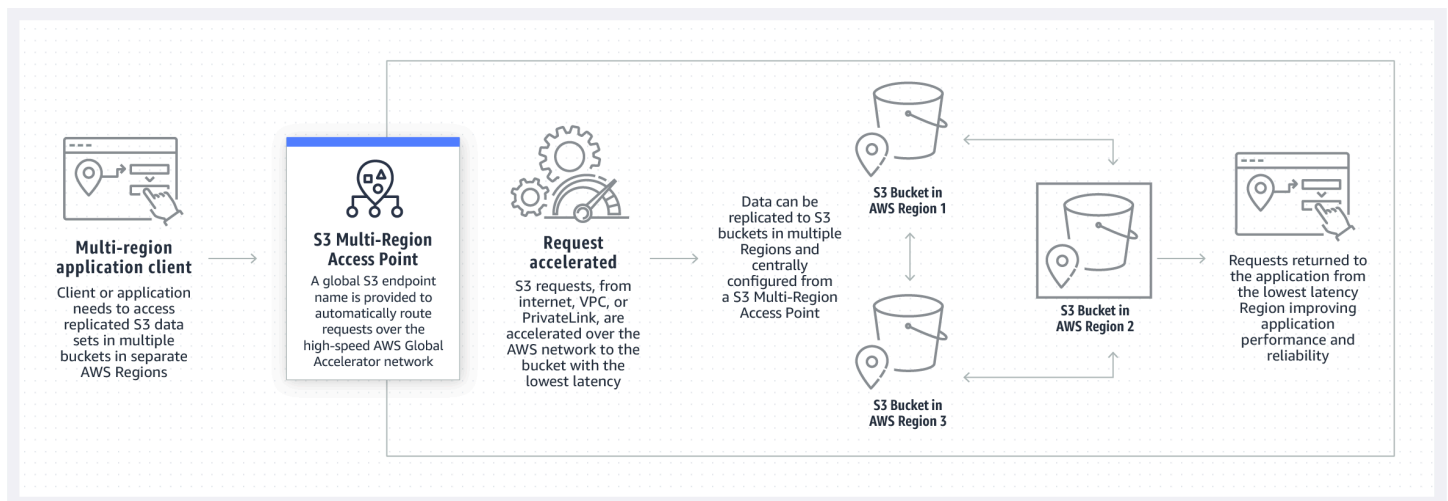 Multi-region
application client
Client or application
needs to access
replicated S3 data
sets in multiple
buckets in separate
AWS Regions
S3 Multi-Region
Access Point
A global S3 endpoint
name is provided to
automatically route
requests over the
high-speed AWS Global
Accelerator network
Request
accelerated
S3 requests, from
internet, VPC, or
PrivateLink, are
accelerated over the
AWS network to the
bucket with the
lowest latency
Data can be
replicated to S3
buckets in multiple
Regions and
centrally
configured from
a S3 Multi-Region
Access Point
S3 Bucket in
AWS Region 1
S3 Bucket in
AWS Region 3
S3 Bucket in
AWS Region 2
Requests returned to
the application from
the lowest latency
Region improving
application
performance and
reliability